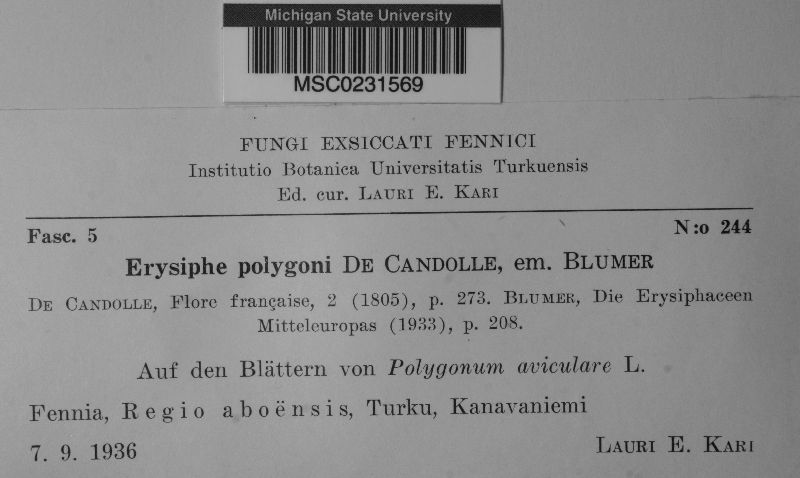 Michigan State University
MSC0231569
FUNGI EXSICCATI FENNICI
Institutio Botanica Universitatis Turkuensis
Ed. cur. LAURI E. KARI
Fasc. 5
N:o 244
Erysiphe polygoni DE CANDOLLE, em. BLUMER
DE CANDOLLE, Flore française, 2 (1805), p. 273. BLUMER, Die Erysiphaceen
Mitteleuropas (1933), p. 208.
Auf den Blättern von Polygonum aviculare L.
Fennia, Regio aboënsis, Turku, Kanavaniemi
7. 9. 1936
LAURI E. KARI